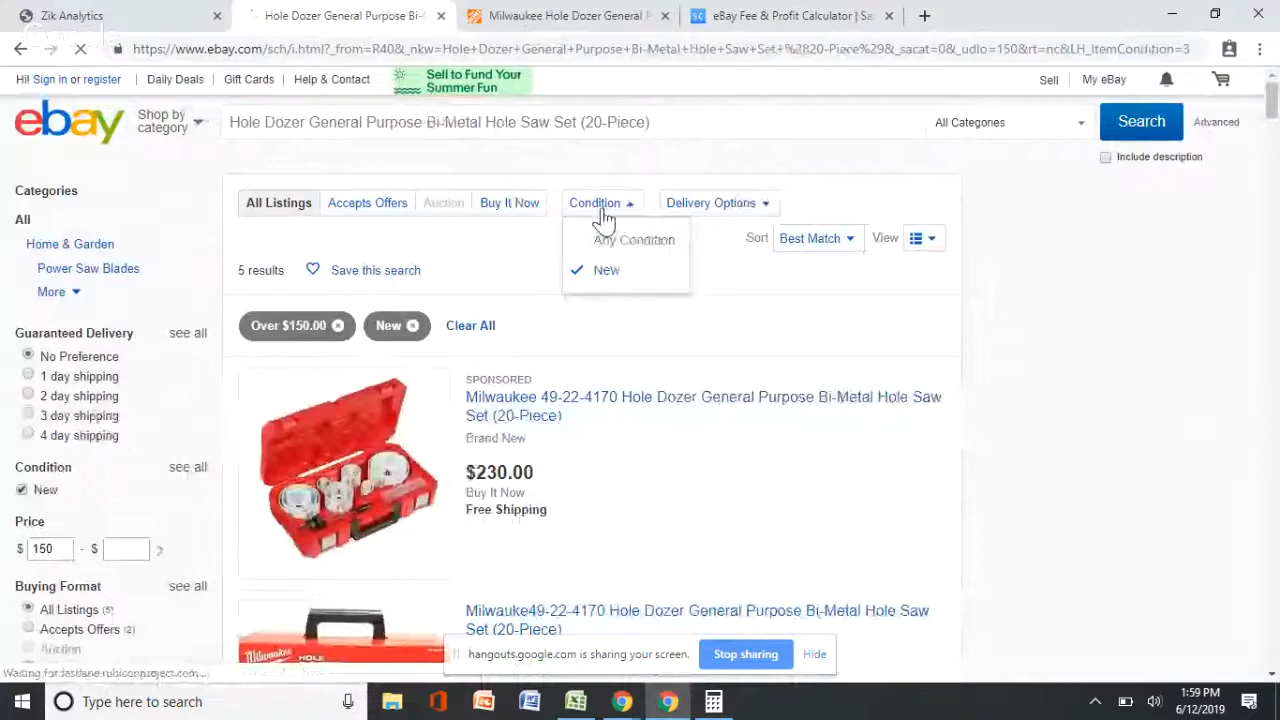 Zik Analytics
Hole Dozer General Purpose Bi-M
Milwaukee Hole Dozer General P
eBay Fee & Profit Calculator | Sa
https://www.ebay.com/sch/i.html?_from=R40&_nkw=Hole+Dozer+General+Purpose+Bi-Metal+Hole+Saw+Set+%2820-Piece%29&_sacat=0&_udlo=150&rt=nc&LH_ItemCondition=3
Hi! Sign in or register
Daily Deals
Gift Cards
Help & Contact
Sell to Fund Your
Summer Fun
Sell
My eBay
ebay
Shop by
category
Hole Dozer General Purpose Bi-Metal Hole Saw Set (20-Piece)
All Categories
Search
Advanced
Include description
Categories
All
Home & Garden
Power Saw Blades
More
Guaranteed Delivery see all
No Preference
1 day shipping
2 day shipping
3 day shipping
4 day shipping
Condition see all
New
Price
$ 150 - $
Buying Format see all
All Listings (5)
Accepts Offers (2)
Auction
All Listings
Accepts Offers
Auction
Buy It Now
Condition
Delivery Options
Any Condition
New
Sort
Best Match
View
5 results
Save this search
Over $150.00
New
Clear All
SPONSORED
Milwaukee 49-22-4170 Hole Dozer General Purpose Bi-Metal Hole Saw
Set (20-Piece)
Brand New
$230.00
Buy It Now
Free Shipping
Milwauke49-22-4170 Hole Dozer General Purpose Bi-Metal Hole Saw
Set (20-Piece)
Milwaukee HOLE
hangouts.google.com is sharing your screen.
Stop sharing
Hide
Type here to search
1:59 PM
6/12/2019